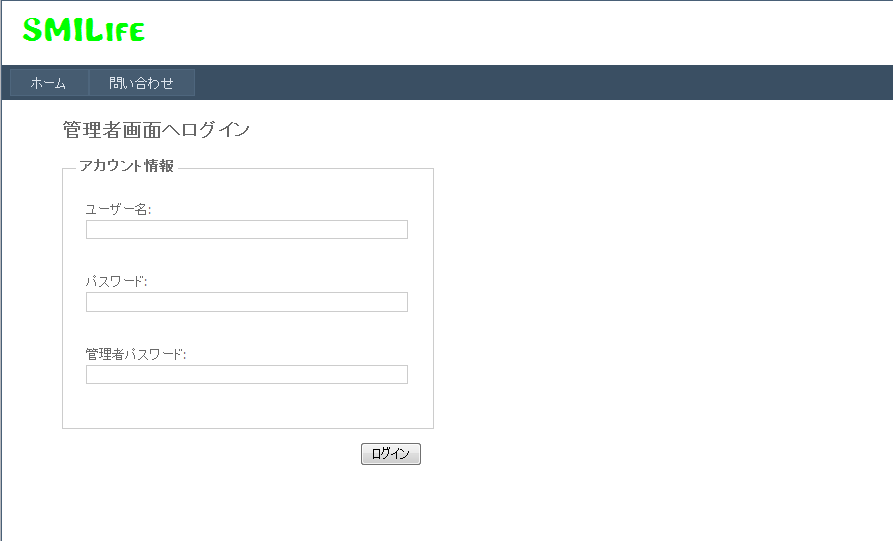 SMILIFE
ホーム 問い合わせ
管理者画面へログイン
アカウント情報
ユーザー名:
パスワード:
管理者パスワード:
ログイン